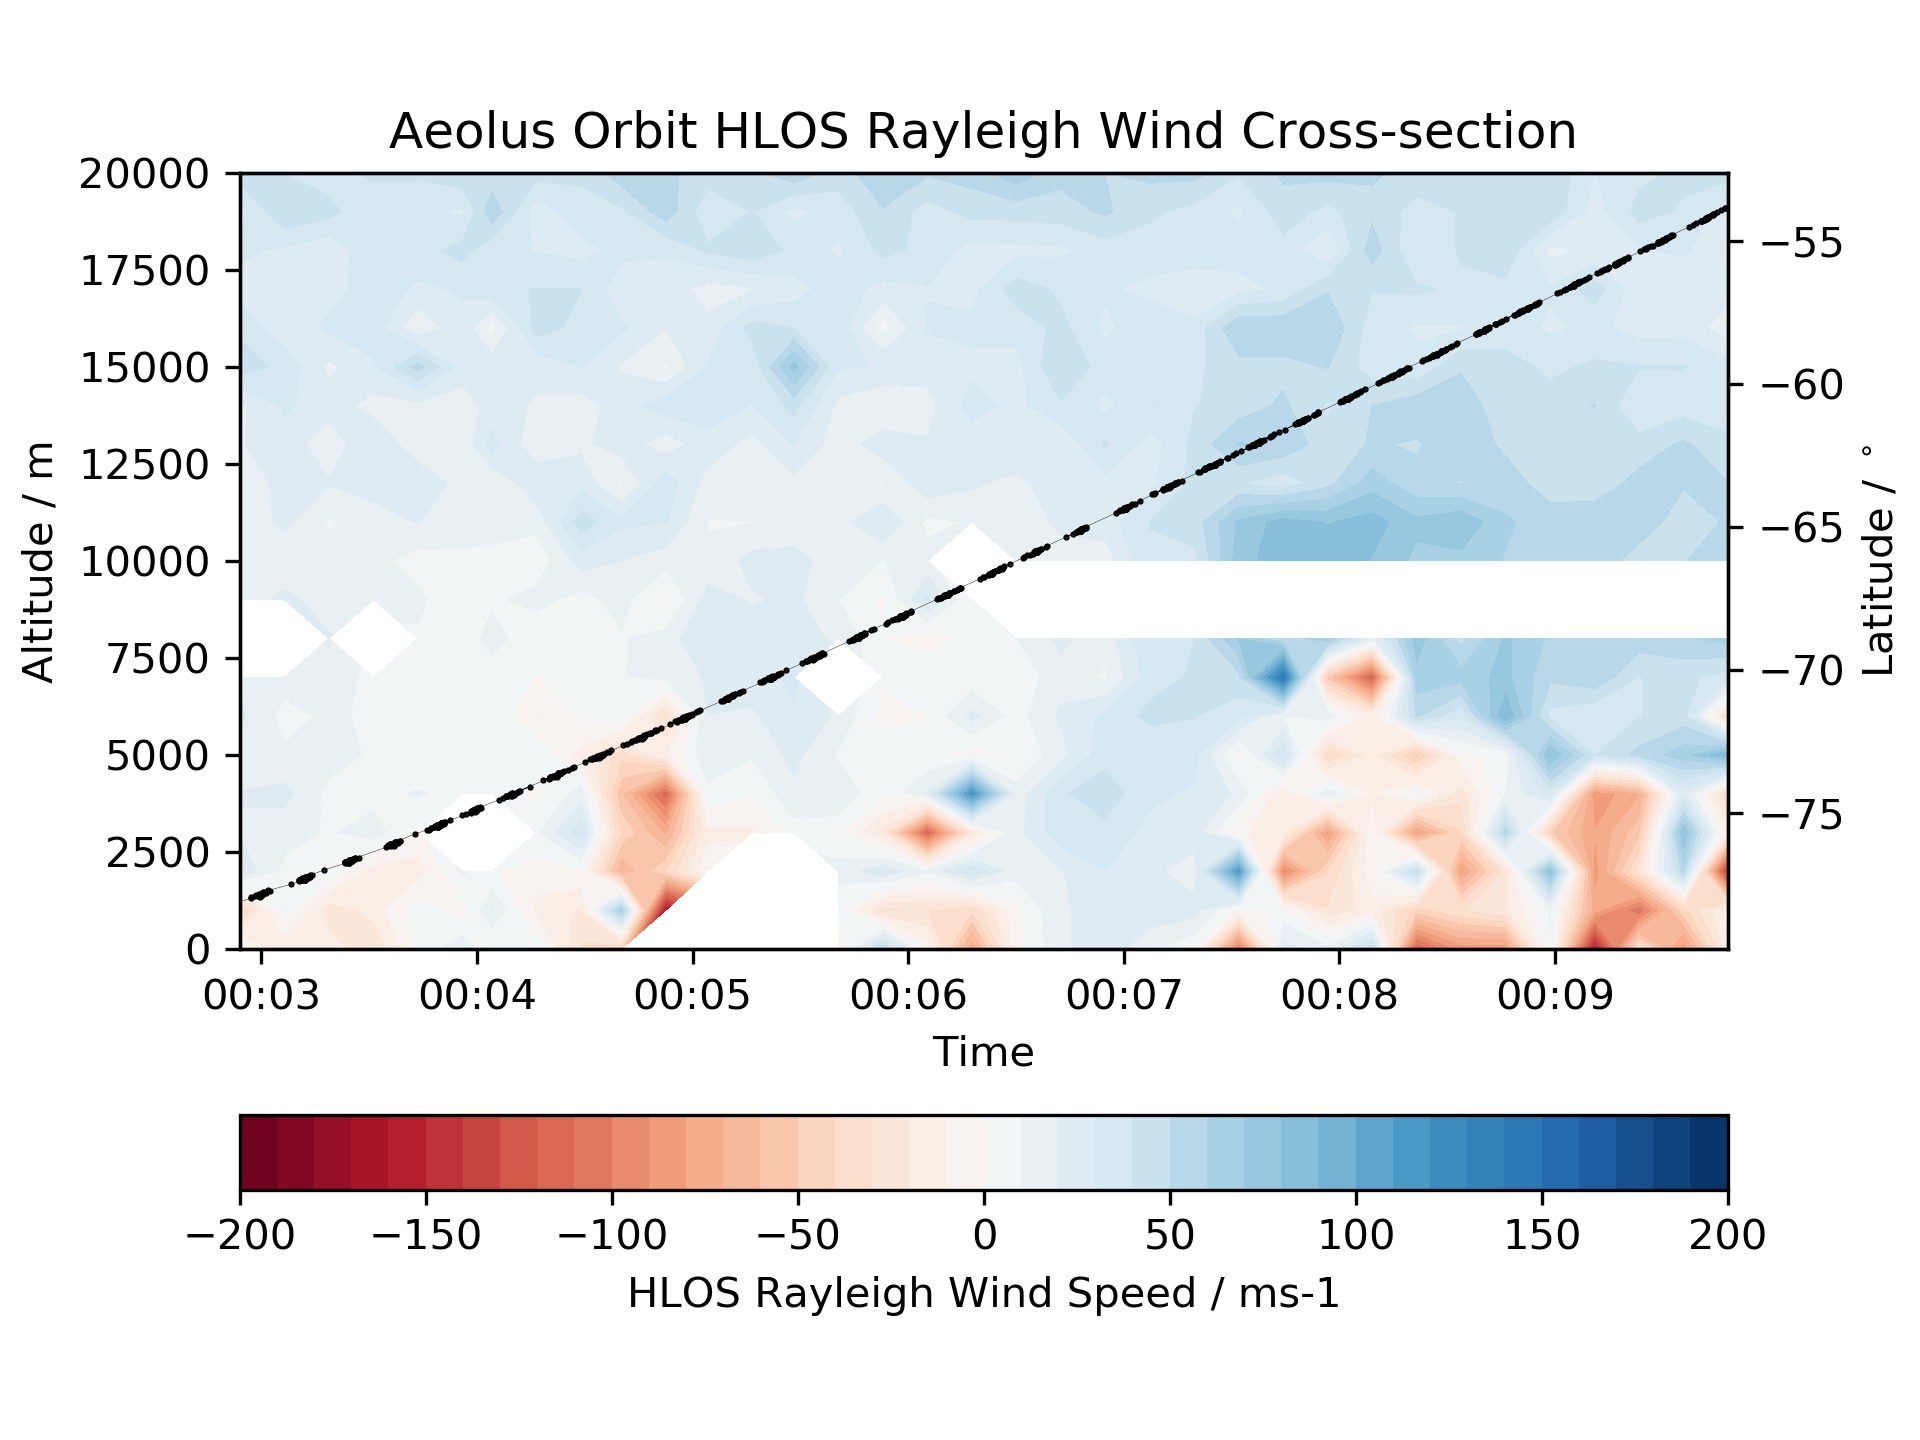 Aeolus Orbit HLOS Rayleigh Wind Cross-section
20000
17500
15000
12500
10000
7500
5000
2500
0
Altitude / m
−55
−60
−65
−70
−75
Latitude / °
00:03 00:04 00:05 00:06 00:07 00:08 00:09
Time
−200 −150 −100 −50 0 50 100 150 200
HLOS Rayleigh Wind Speed / ms-1